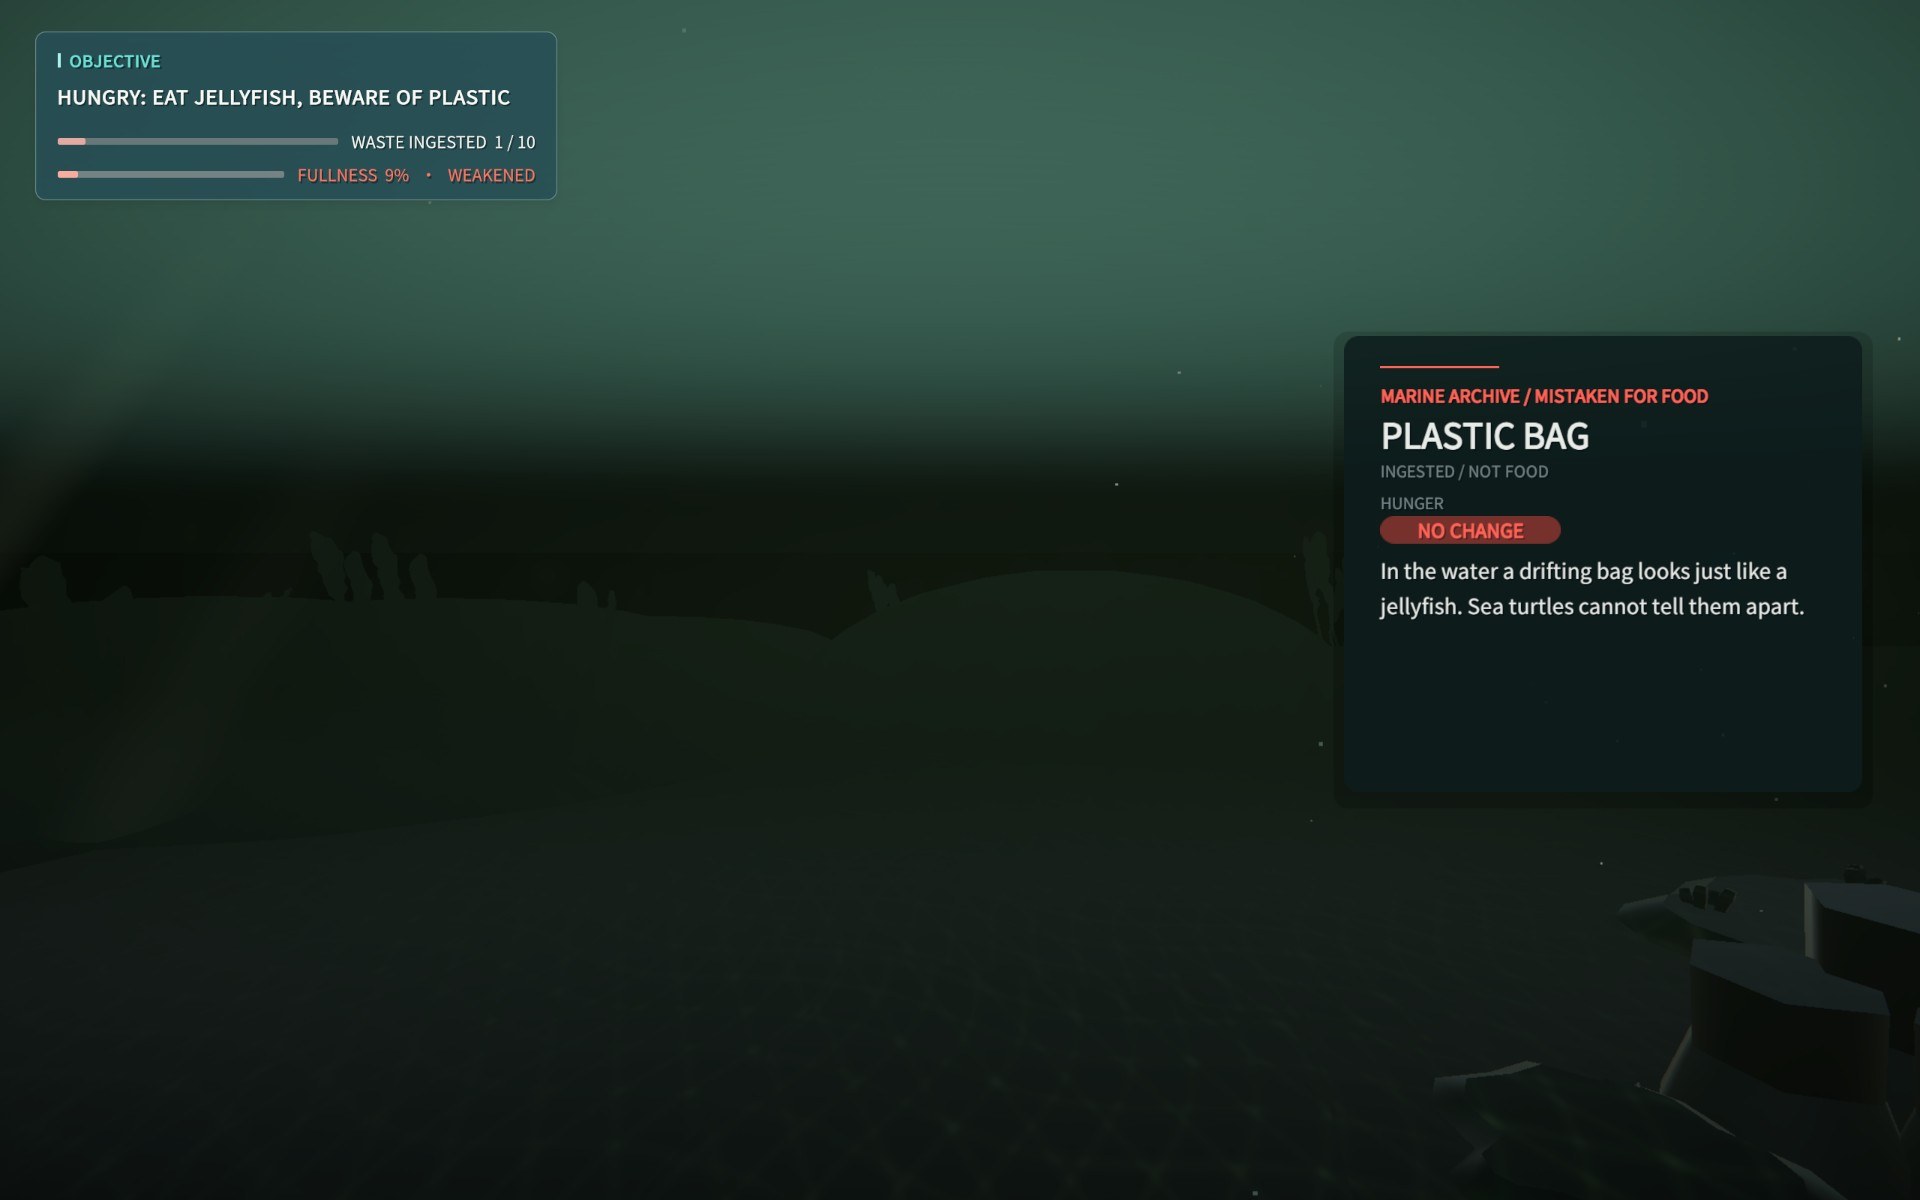 OBJECTIVE
HUNGRY: EAT JELLYFISH, BEWARE OF PLASTIC
WASTE INGESTED 1 / 10
FULLNESS 9% • WEAKENED
MARINE ARCHIVE / MISTAKEN FOR FOOD
PLASTIC BAG
INGESTED / NOT FOOD
HUNGER
NO CHANGE
In the water a drifting bag looks just like a
jellyfish. Sea turtles cannot tell them apart.